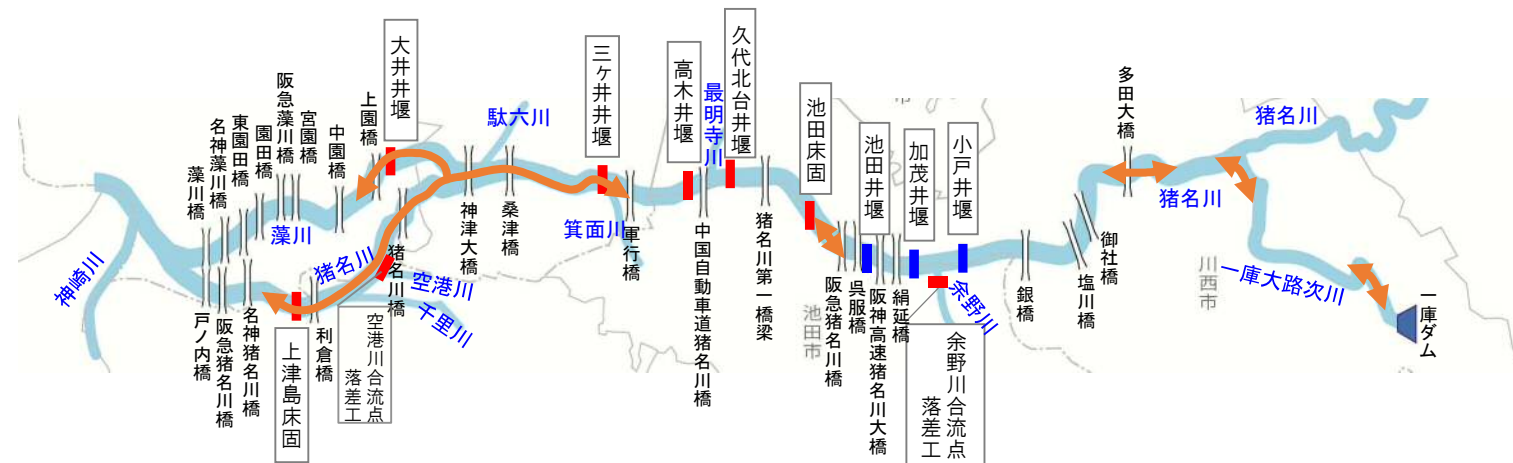 大井井堰
三ヶ井井堰
高木井堰
久代北台井堰
池田床固
池田井堰
加茂井堰
小戸井堰
多田大橋
猪名川
駄六川
最明寺川
上園橋
中園橋
宮園橋
阪急藻川橋
園田橋
東園田橋
名神藻川橋
藻川橋
藻川
猪名川
神崎川
猪名川橋
空港川
千里川
神津大橋
桑津橋
箕面川
軍行橋
中国自動車道猪名川橋
猪名川第一橋梁
池田市
阪急猪名川橋
呉服橋
阪神高速猪名川大橋
絹延橋
余野川
銀橋
塩川橋
御社橋
猪名川
川西市
一庫大路次川
一庫ダム
戸ノ内橋
阪急猪名川橋
名神猪名川橋
上津島床固
利倉橋
空港川合流点
落差工
余野川合流点
落差工
市